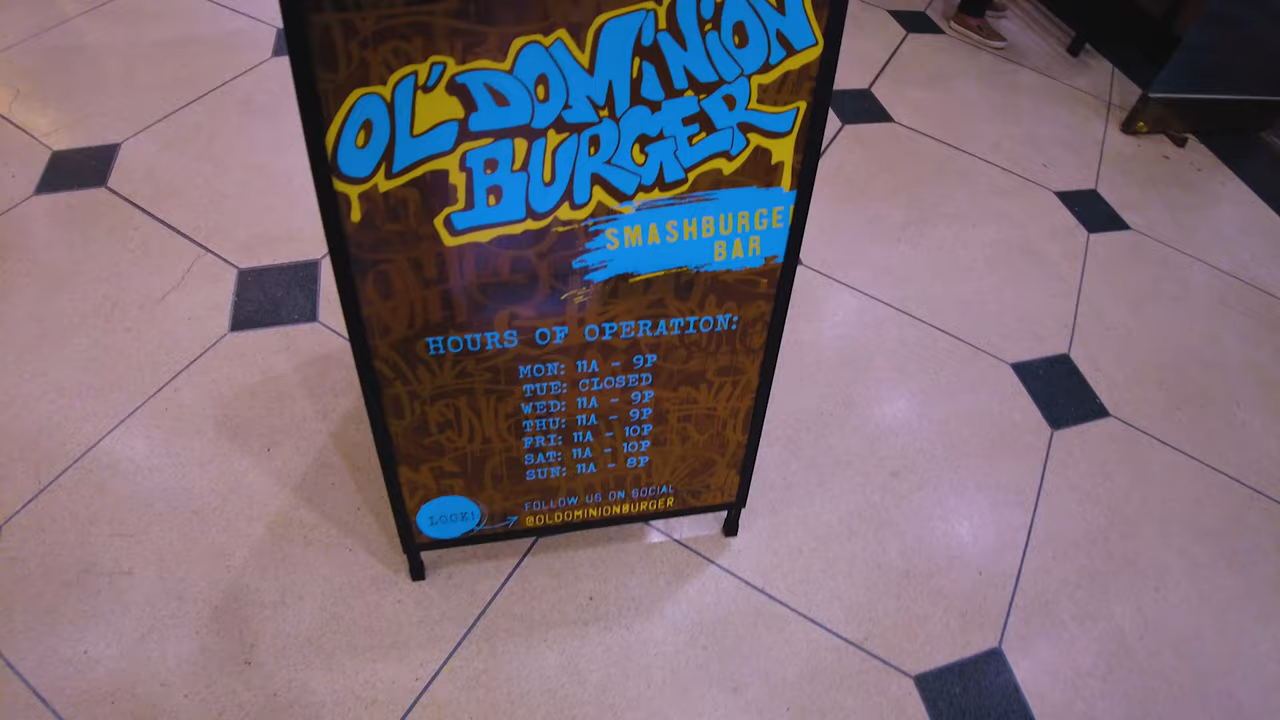 OL' DOMINION
BURGER
SMASHBURGER
BAR
HOURS OF OPERATION:
MON: 11A - 9P
TUE: CLOSED
WED: 11A - 9P
THU: 11A - 9P
FRI: 11A - 10P
SAT: 11A - 10P
SUN: 11A - 8P
LOOK!
FOLLOW US ON SOCIAL
@OLDOMINIONBURGER